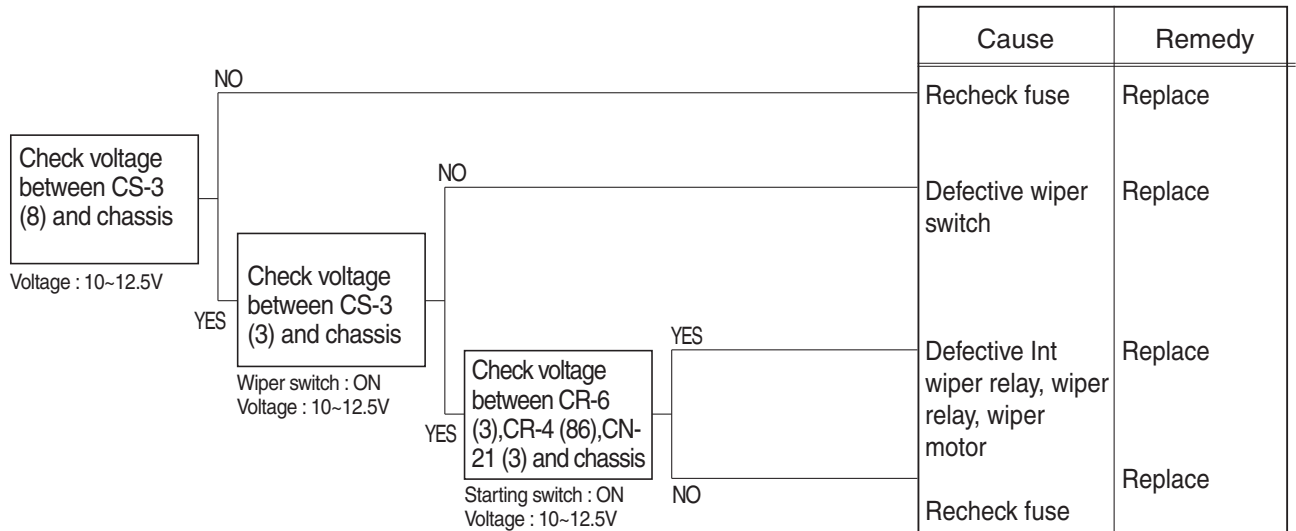 Cause
Remedy
NO
Recheck fuse
Replace
Check voltage
between CS-3
(8) and chassis
Voltage : 10~12.5V
NO
Defective wiper
switch
Replace
YES
Check voltage
between CS-3
(3) and chassis
Wiper switch : ON
Voltage : 10~12.5V
YES
Defective Int
wiper relay, wiper
relay, wiper
motor
Replace
YES
Check voltage
between CR-6
(3),CR-4 (86),CN-
21 (3) and chassis
Starting switch : ON
Voltage : 10~12.5V
NO
Recheck fuse
Replace